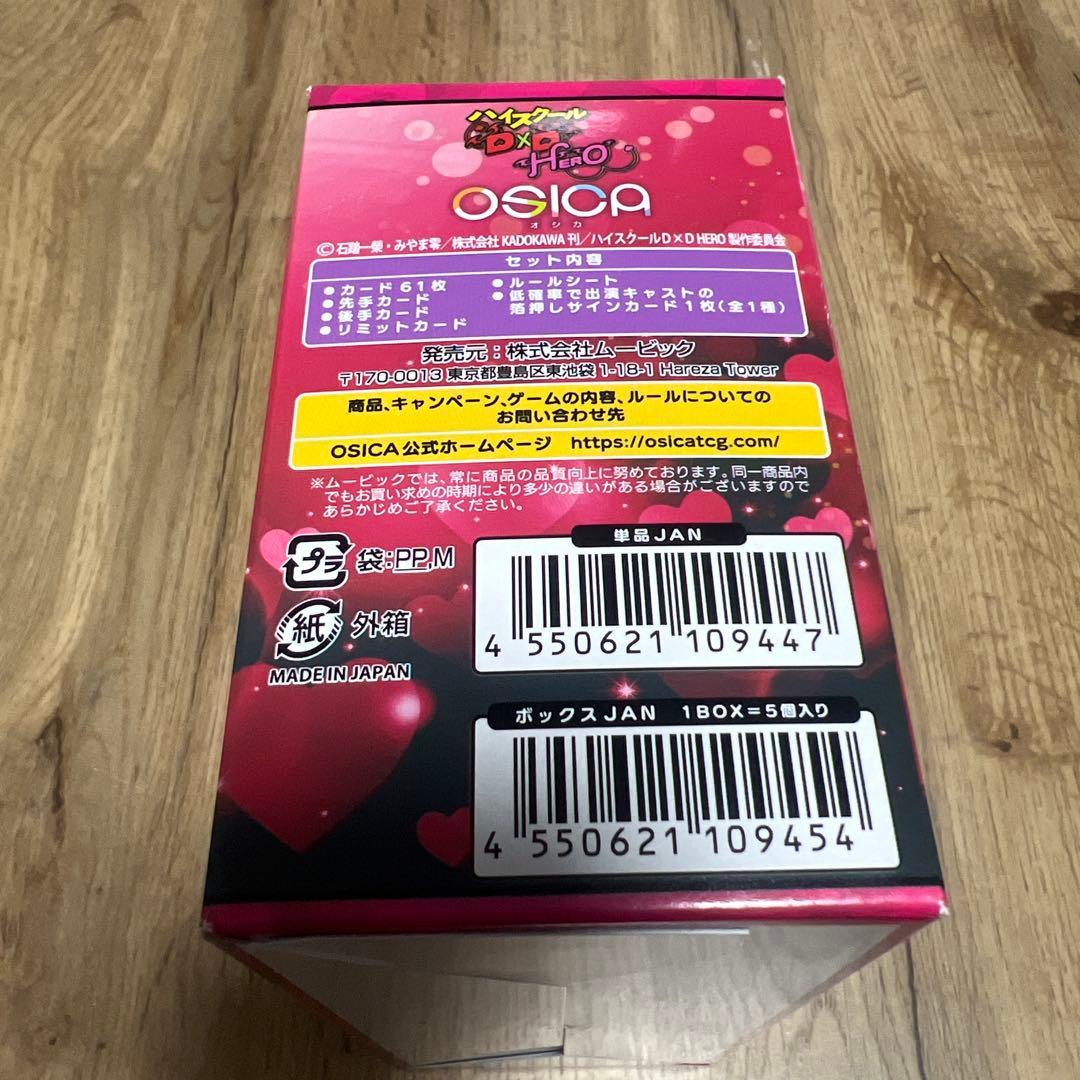 ハイスクール
D×D
HERO
OSICA
オシカ
©石踏一榮・みやま零/株式会社 KADOKAWA 刊/ハイスクールD×D HERO 製作委員会
セット内容
●カード 61枚
●先手カード
●後手カード
●リミットカード
●ルールシート
●低確率で出演キャストの
箔押しサインカード1枚(全1種)
発売元:株式会社ムービック
〒170-0013 東京都豊島区東池袋 1-18-1 Hareza Tower
商品、キャンペーン、ゲームの内容、ルールについての
お問い合わせ先
OSICA公式ホームページ https://osicatcg.com/
※ムービックでは、常に商品の品質向上に努めております。同一商品内
でもお買い求めの時期により多少の違いがある場合がございますので
あらかじめご了承ください。
プラ 袋:PP,M
紙 外箱
MADE IN JAPAN
単品JAN
4 550621 109447
ボックスJAN 1BOX=5個入り
4 550621 109454